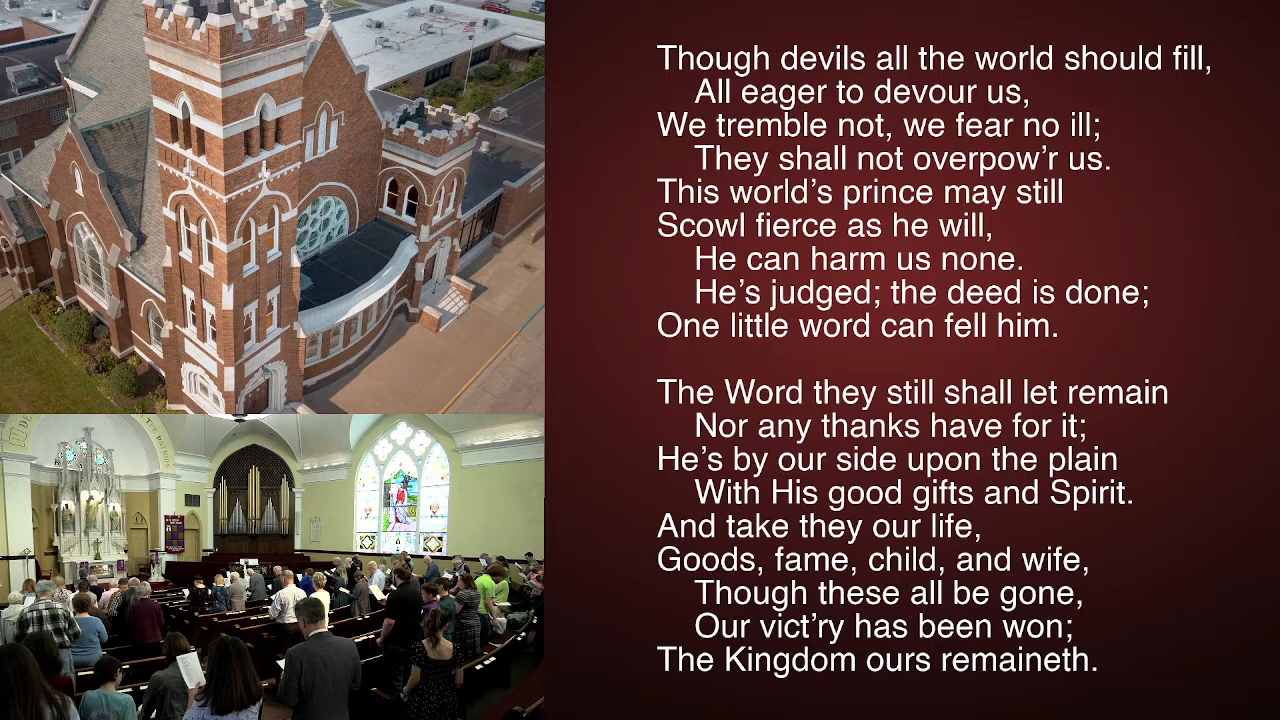 Though devils all the world should fill,
All eager to devour us,
We tremble not, we fear no ill;
They shall not overpow’r us.
This world’s prince may still
Scowl fierce as he will,
He can harm us none.
He’s judged; the deed is done;
One little word can fell him.
The Word they still shall let remain
Nor any thanks have for it;
He’s by our side upon the plain
With His good gifts and Spirit.
And take they our life,
Goods, fame, child, and wife,
Though these all be gone,
Our vict’ry has been won;
The Kingdom ours remaineth.